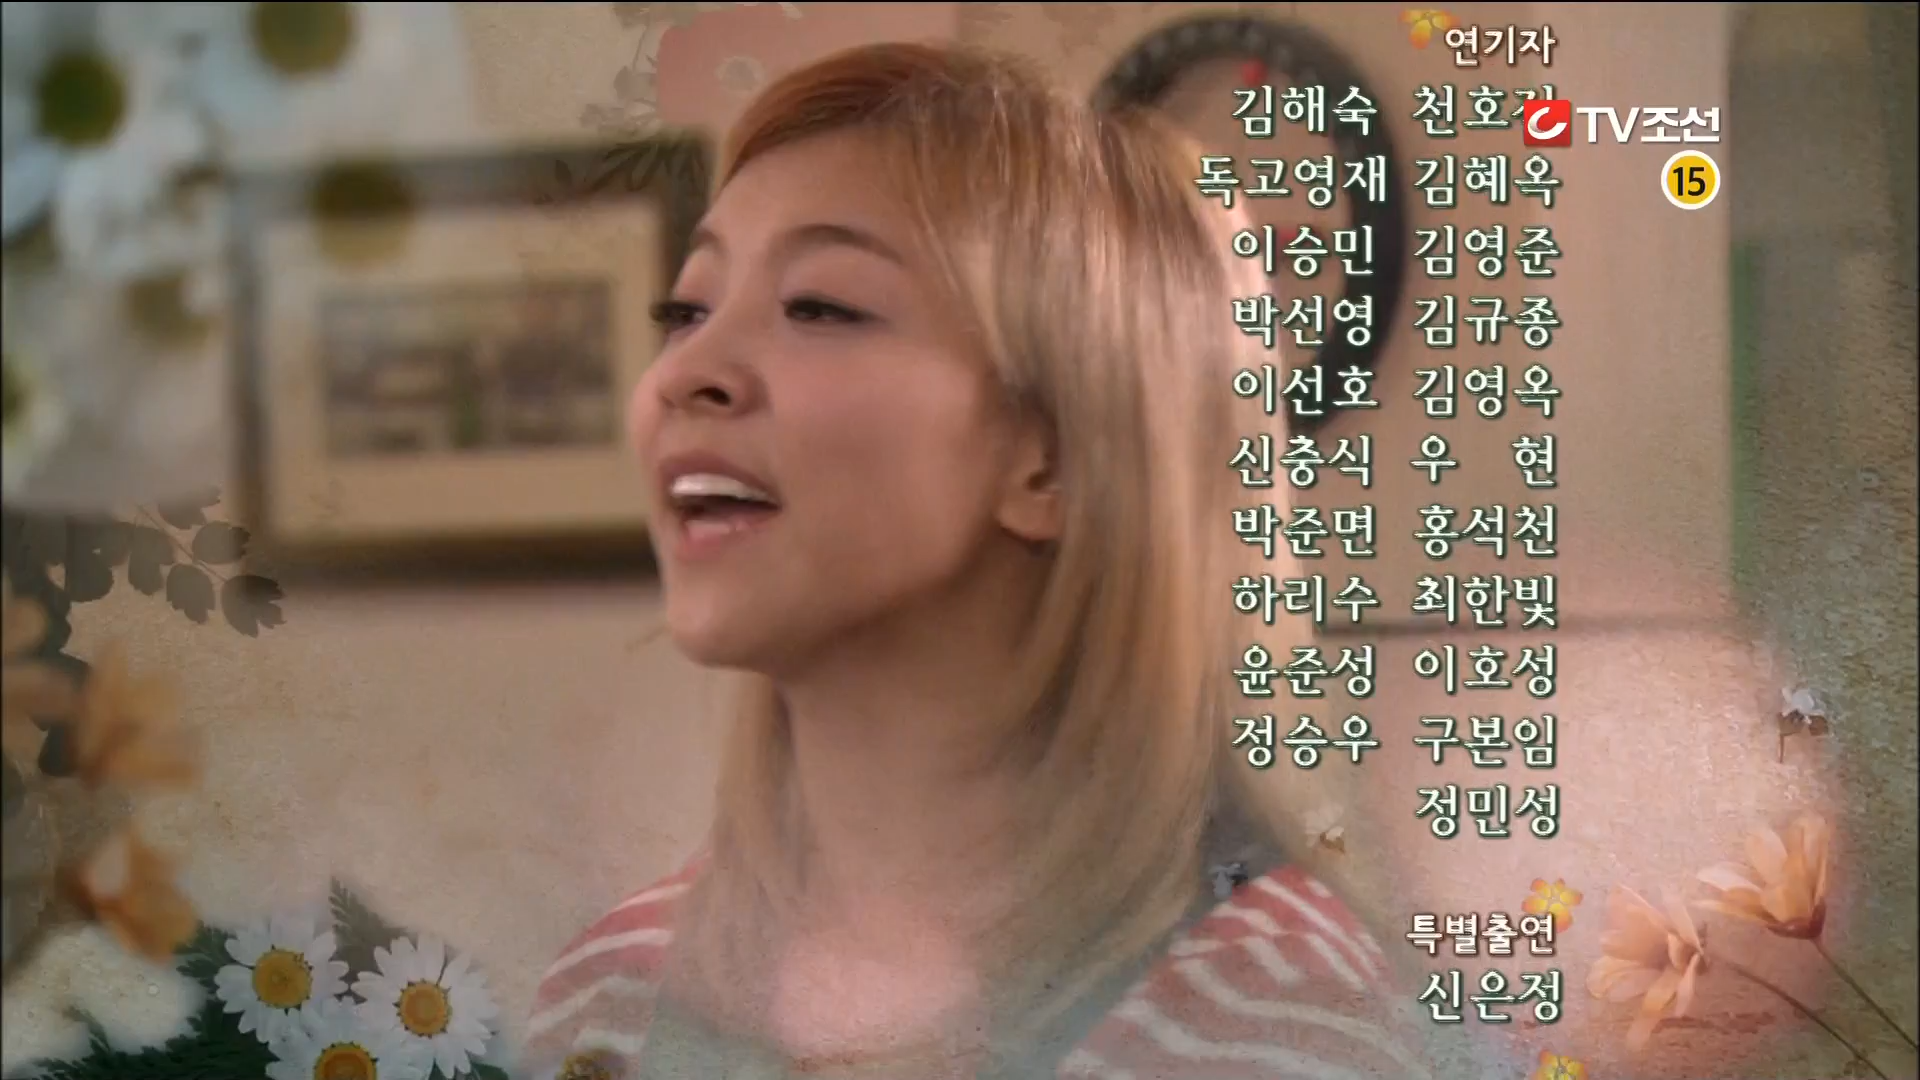 연기자
김해숙 천호
TV조선
15
독고영재 김혜옥
이승민 김영준
박선영 김규종
이선호 김영옥
신충식 우 현
박준면 홍석천
하리수 최한빛
윤준성 이호성
정승우 구본임
정민성
특별출연
신은정